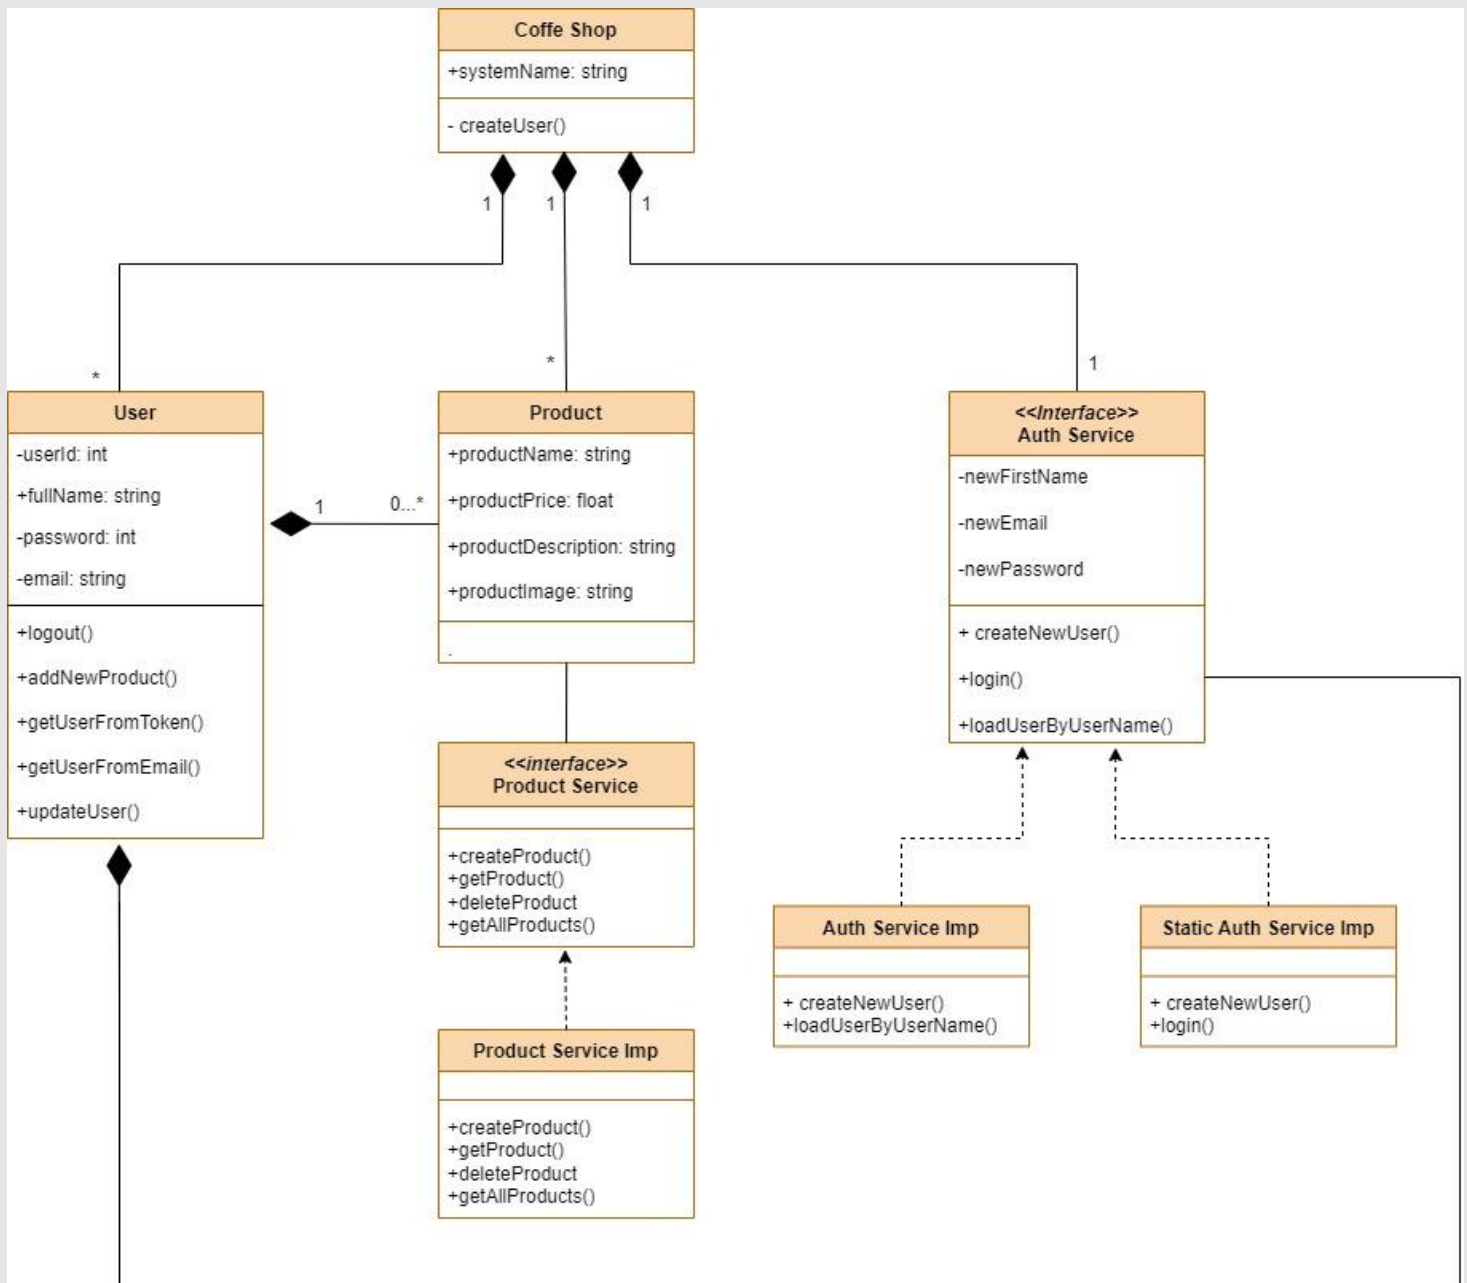 Coffe Shop
+systemName: string
- createUser()
1
1
1
*
*
1
User
-userId: int
+fullName: string
-password: int
-email: string
+logout()
+addNewProduct()
+getUserFromToken()
+getUserFromEmail()
+updateUser()
1
0...*
Product
+productName: string
+productPrice: float
+productDescription: string
+productImage: string
.
<<Interface>>
Auth Service
-newFirstName
-newEmail
-newPassword
+ createNewUser()
+login()
+loadUserByUserName()
<<interface>>
Product Service
+createProduct()
+getProduct()
+deleteProduct
+getAllProducts()
Auth Service Imp
+ createNewUser()
+loadUserByUserName()
Static Auth Service Imp
+ createNewUser()
+login()
Product Service Imp
+createProduct()
+getProduct()
+deleteProduct
+getAllProducts()